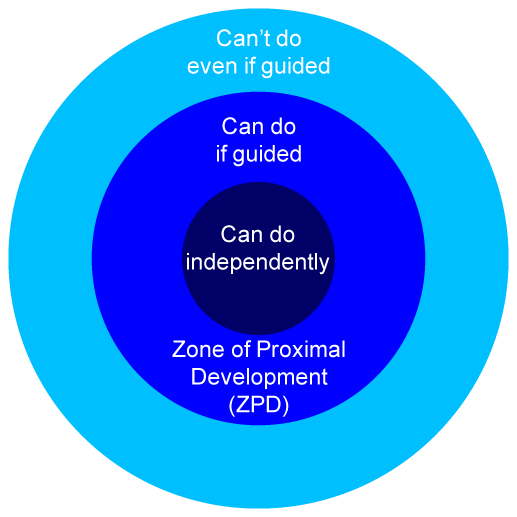 Can't do
even if guided
Can do
if guided
Can do
independently
Zone of Proximal
Development
(ZPD)